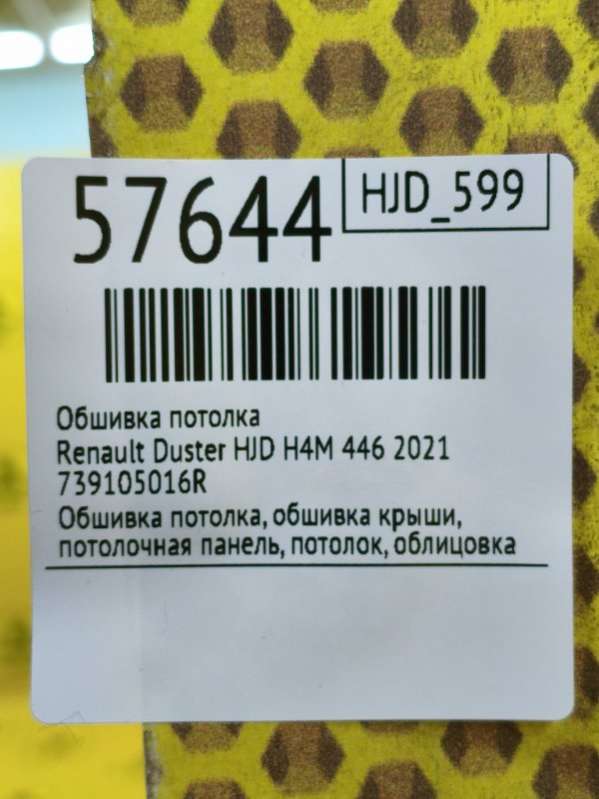 57644
HJD_599
Обшивка потолка
Renault Duster HJD H4M 446 2021
739105016R
Обшивка потолка, обшивка крыши,
потолочная панель, потолок, облицовка